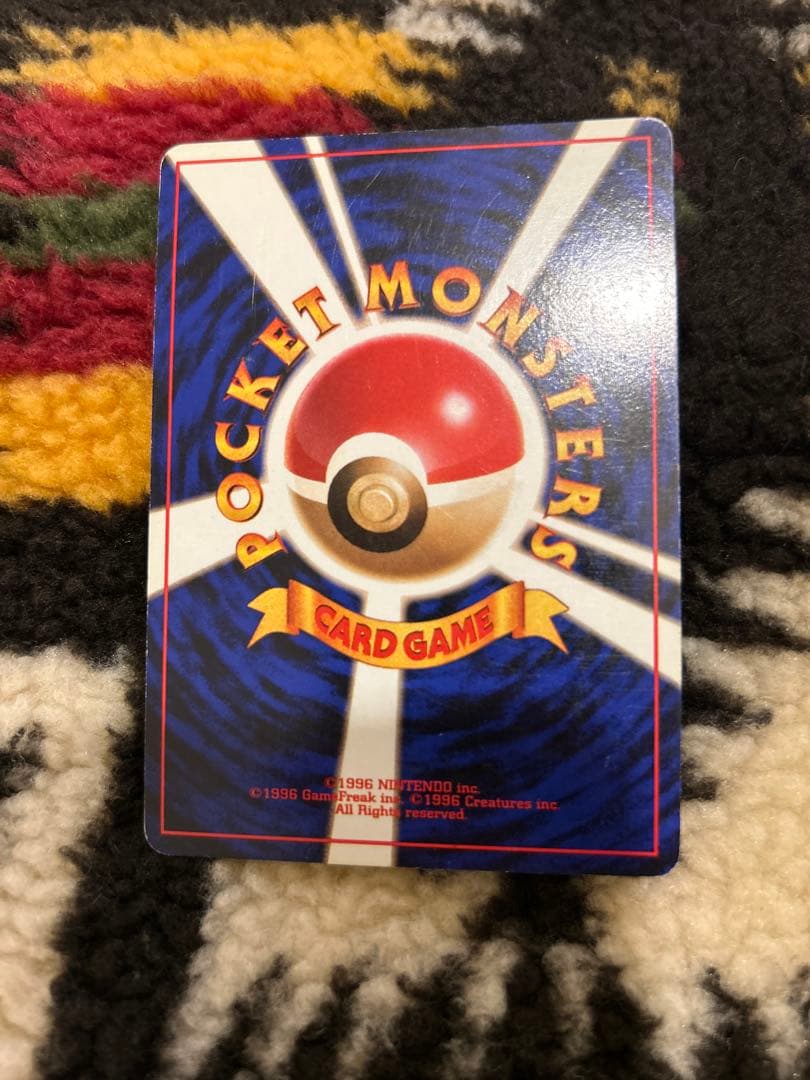 POCKET MONSTERS
CARD GAME
©1996 NINTENDO inc.
©1996 GameFreak inc. ©1996 Creatures inc.
All Rights reserved.